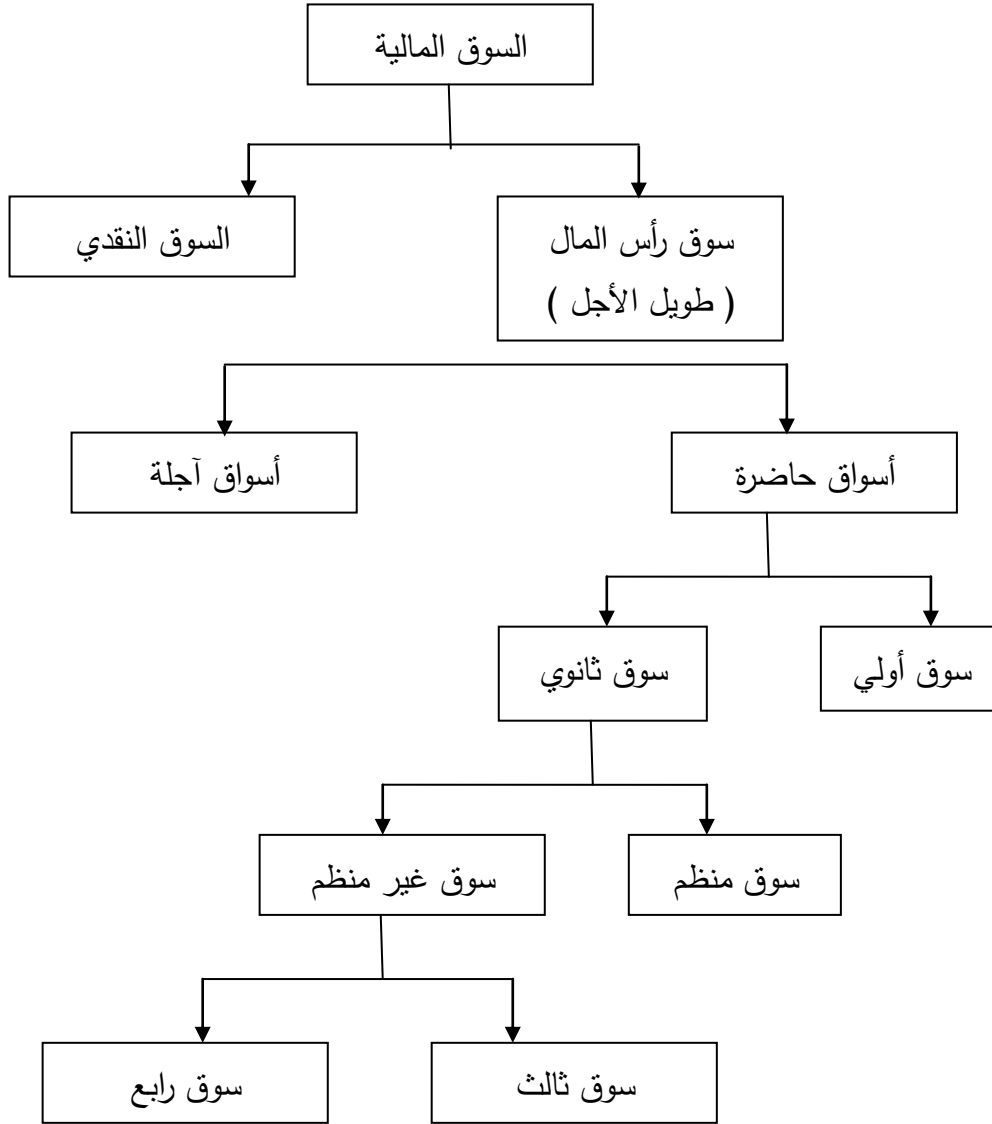 السوق المالية
سوق رأس المال
( طويل الأجل )
السوق النقدي
أسواق حاضرة
أسواق آجلة
سوق أولي
سوق ثانوي
سوق منظم
سوق غير منظم
سوق ثالث
سوق رابع